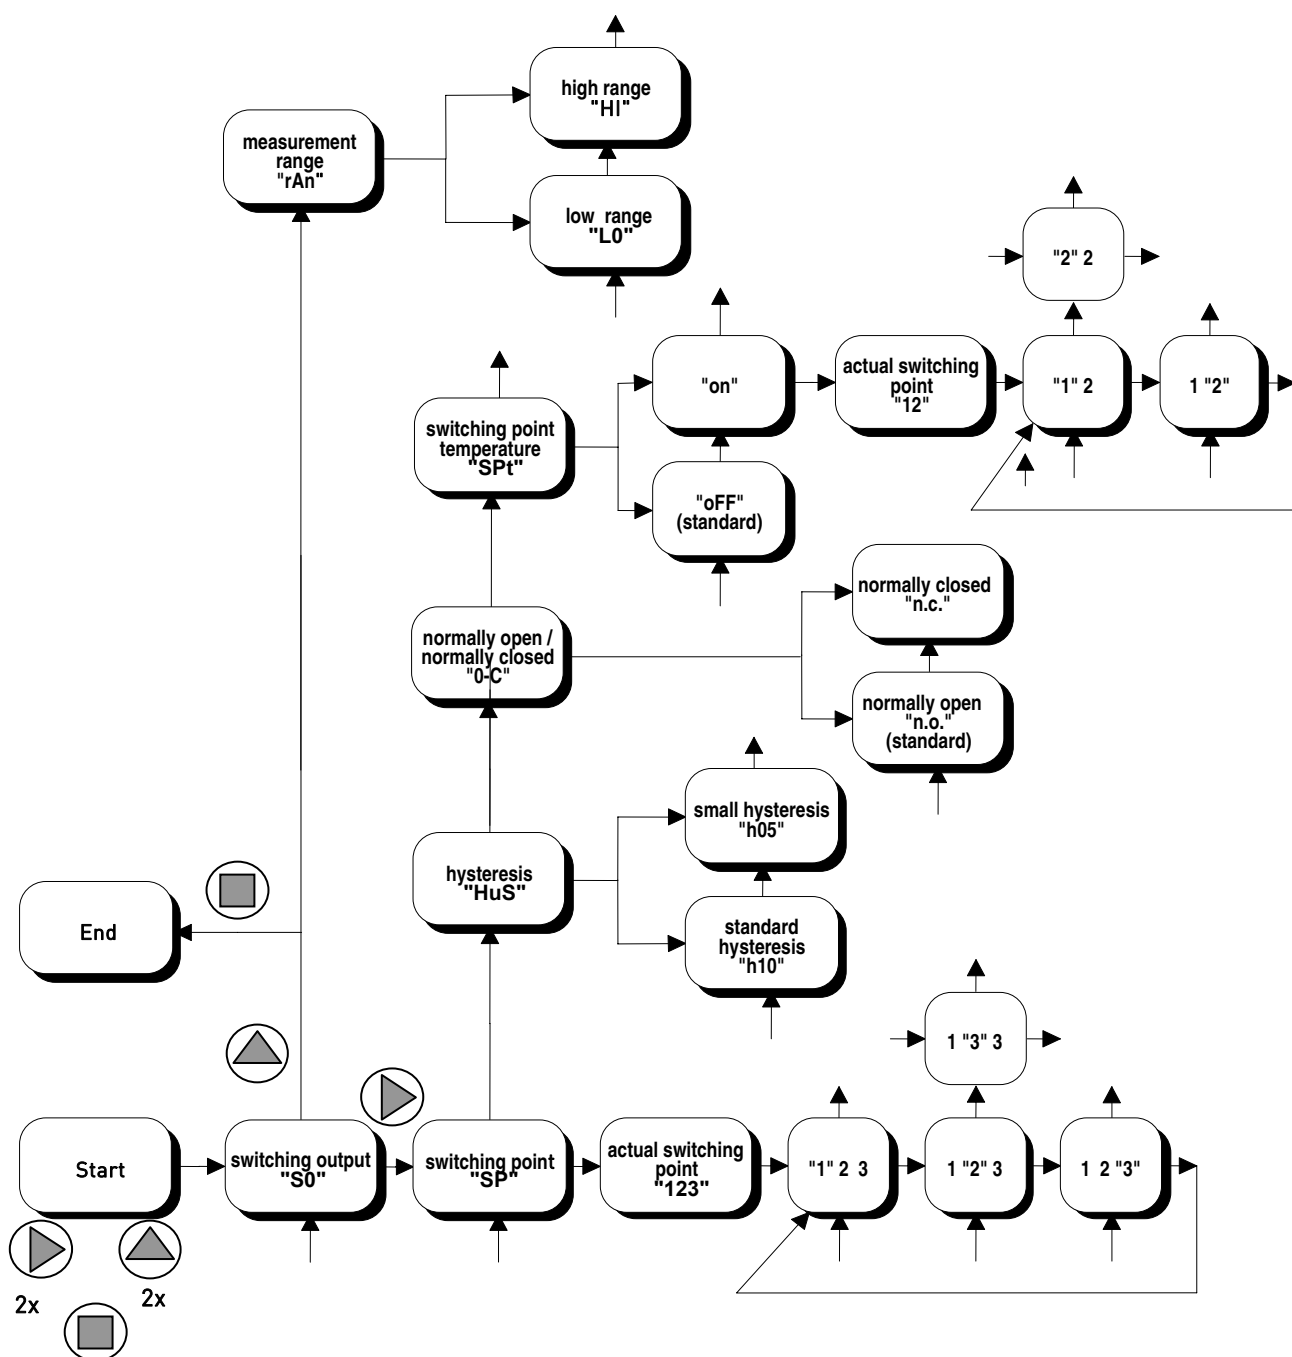 high range
"HI"
measurement
range
"rAn"
low range
"L0"
"2" 2
"on"
actual switching
point
"12"
"1" 2
1 "2"
switching point
temperature
"SPt"
"oFF"
(standard)
normally closed
"n.c."
normally open /
normally closed
"0-C"
normally open
"n.o."
(standard)
small hysteresis
"h05"
hysteresis
"HuS"
End
standard
hysteresis
"h10"
1 "3" 3
Start
switching output
"S0"
switching point
"SP"
actual switching
point
"123"
"1" 2 3
1 "2" 3
1 2 "3"
2x
2x